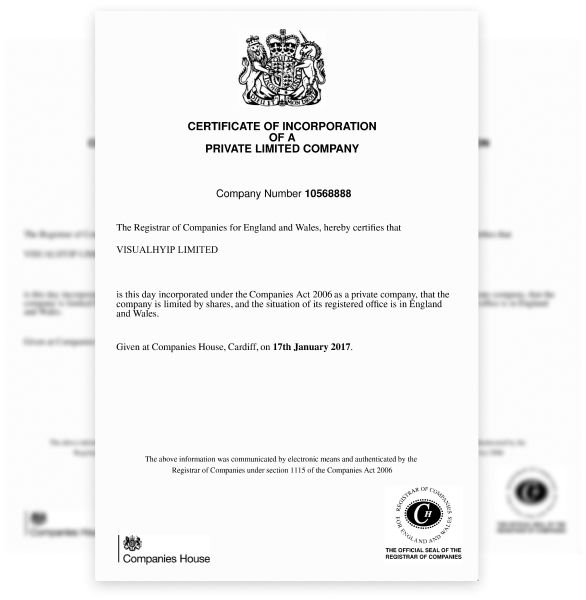 CERTIFICATE OF INCORPORATION
OF A
PRIVATE LIMITED COMPANY
Company Number 10568888
The Registrar of Companies for England and Wales, hereby certifies that
VISUALHYIP LIMITED
is this day incorporated under the Companies Act 2006 as a private company, that the
company is limited by shares, and the situation of its registered office is in England
and Wales.
Given at Companies House, Cardiff, on 17th January 2017.
The above information was communicated by electronic means and authenticated by the
Registrar of Companies under section 1115 of the Companies Act 2006
REGISTRAR OF COMPANIES
FOR ENGLAND AND WALES
CH
THE OFFICIAL SEAL OF THE
REGISTRAR OF COMPANIES
Companies House